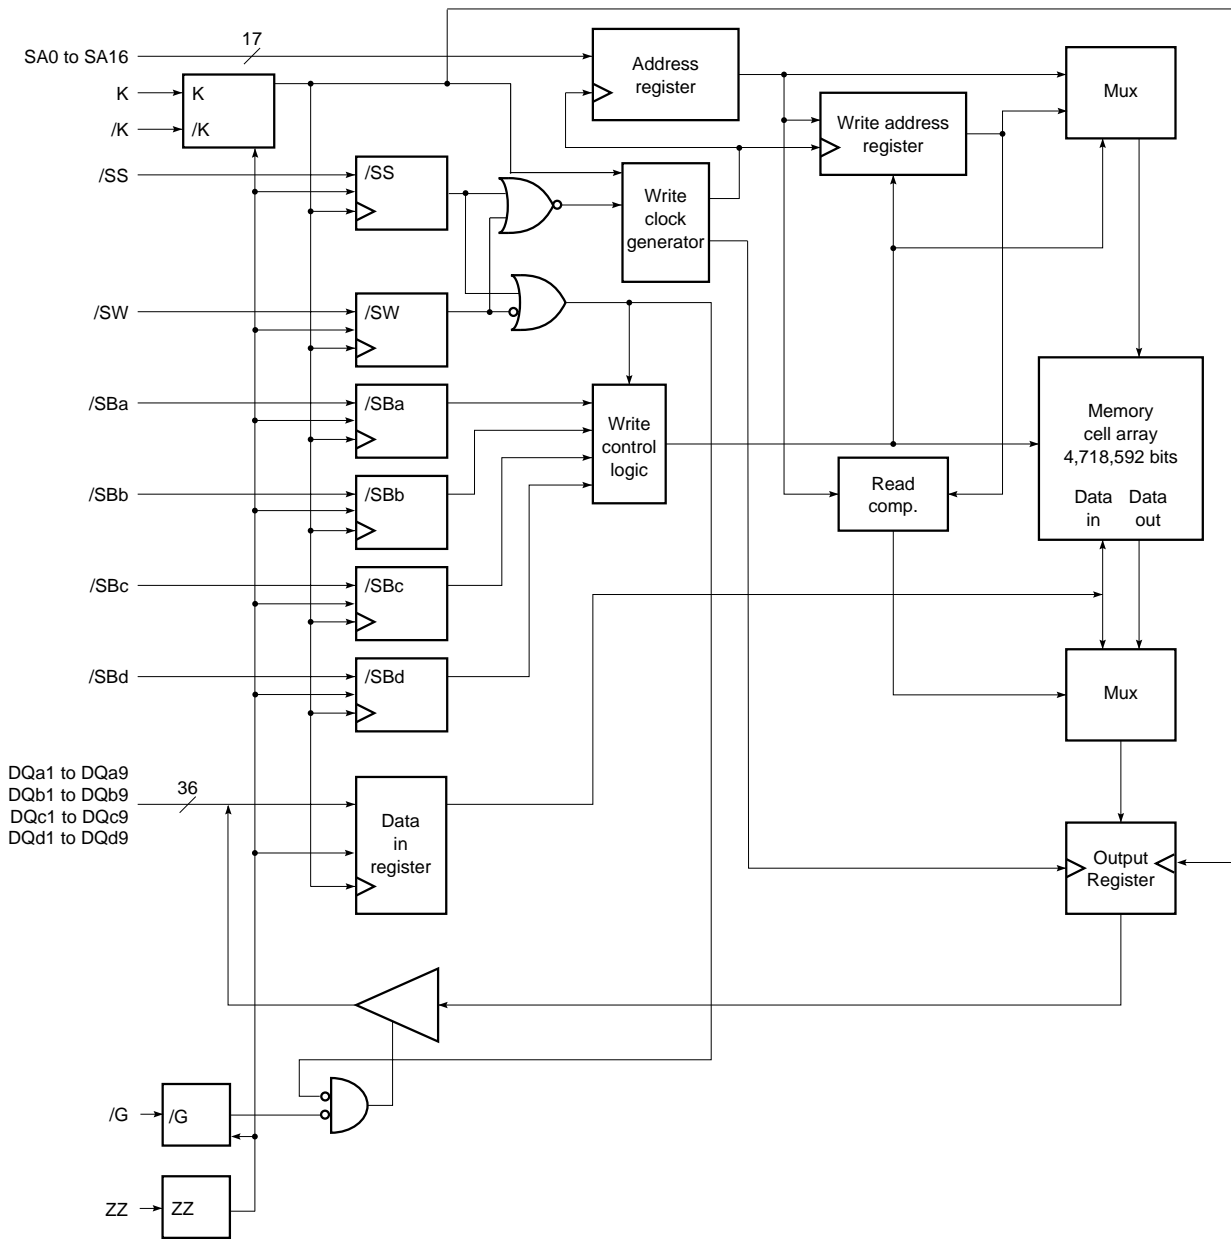 17
SA0 to SA16
Address
register
Mux
K
K
/K
/K
Write address
register
/SS
/SS
Write
clock
generator
/SW
/SW
/SBa
/SBa
Write
control
logic
Memory
cell array
4,718,592 bits
Data
in
Data
out
/SBb
/SBb
Read
comp.
/SBc
/SBc
/SBd
/SBd
Mux
DQa1 to DQa9
DQb1 to DQb9
DQc1 to DQc9
DQd1 to DQd9
36
Data
in
register
Output
Register
/G
/G
ZZ
ZZ